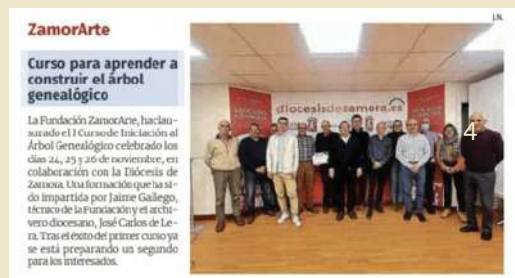 J.N.
ZamorArte
Curso para aprender a
construir el árbol
genealógico
La Fundación ZamorArte, ha clau-
surado el I Curso de Iniciación al
Árbol Genealógico celebrado los
días 24, 25 y 26 de noviembre, en
colaboración con la Diócesis de
Zamora. Una formación que ha si-
do impartida por Jaime Gallego,
técnico de la Fundación y el archi-
vero diocesano, José Carlos de Le-
ra. Tras el éxito del primer curso ya
se está preparando un segundo
para los interesados.
diocesisdezamora.es
4